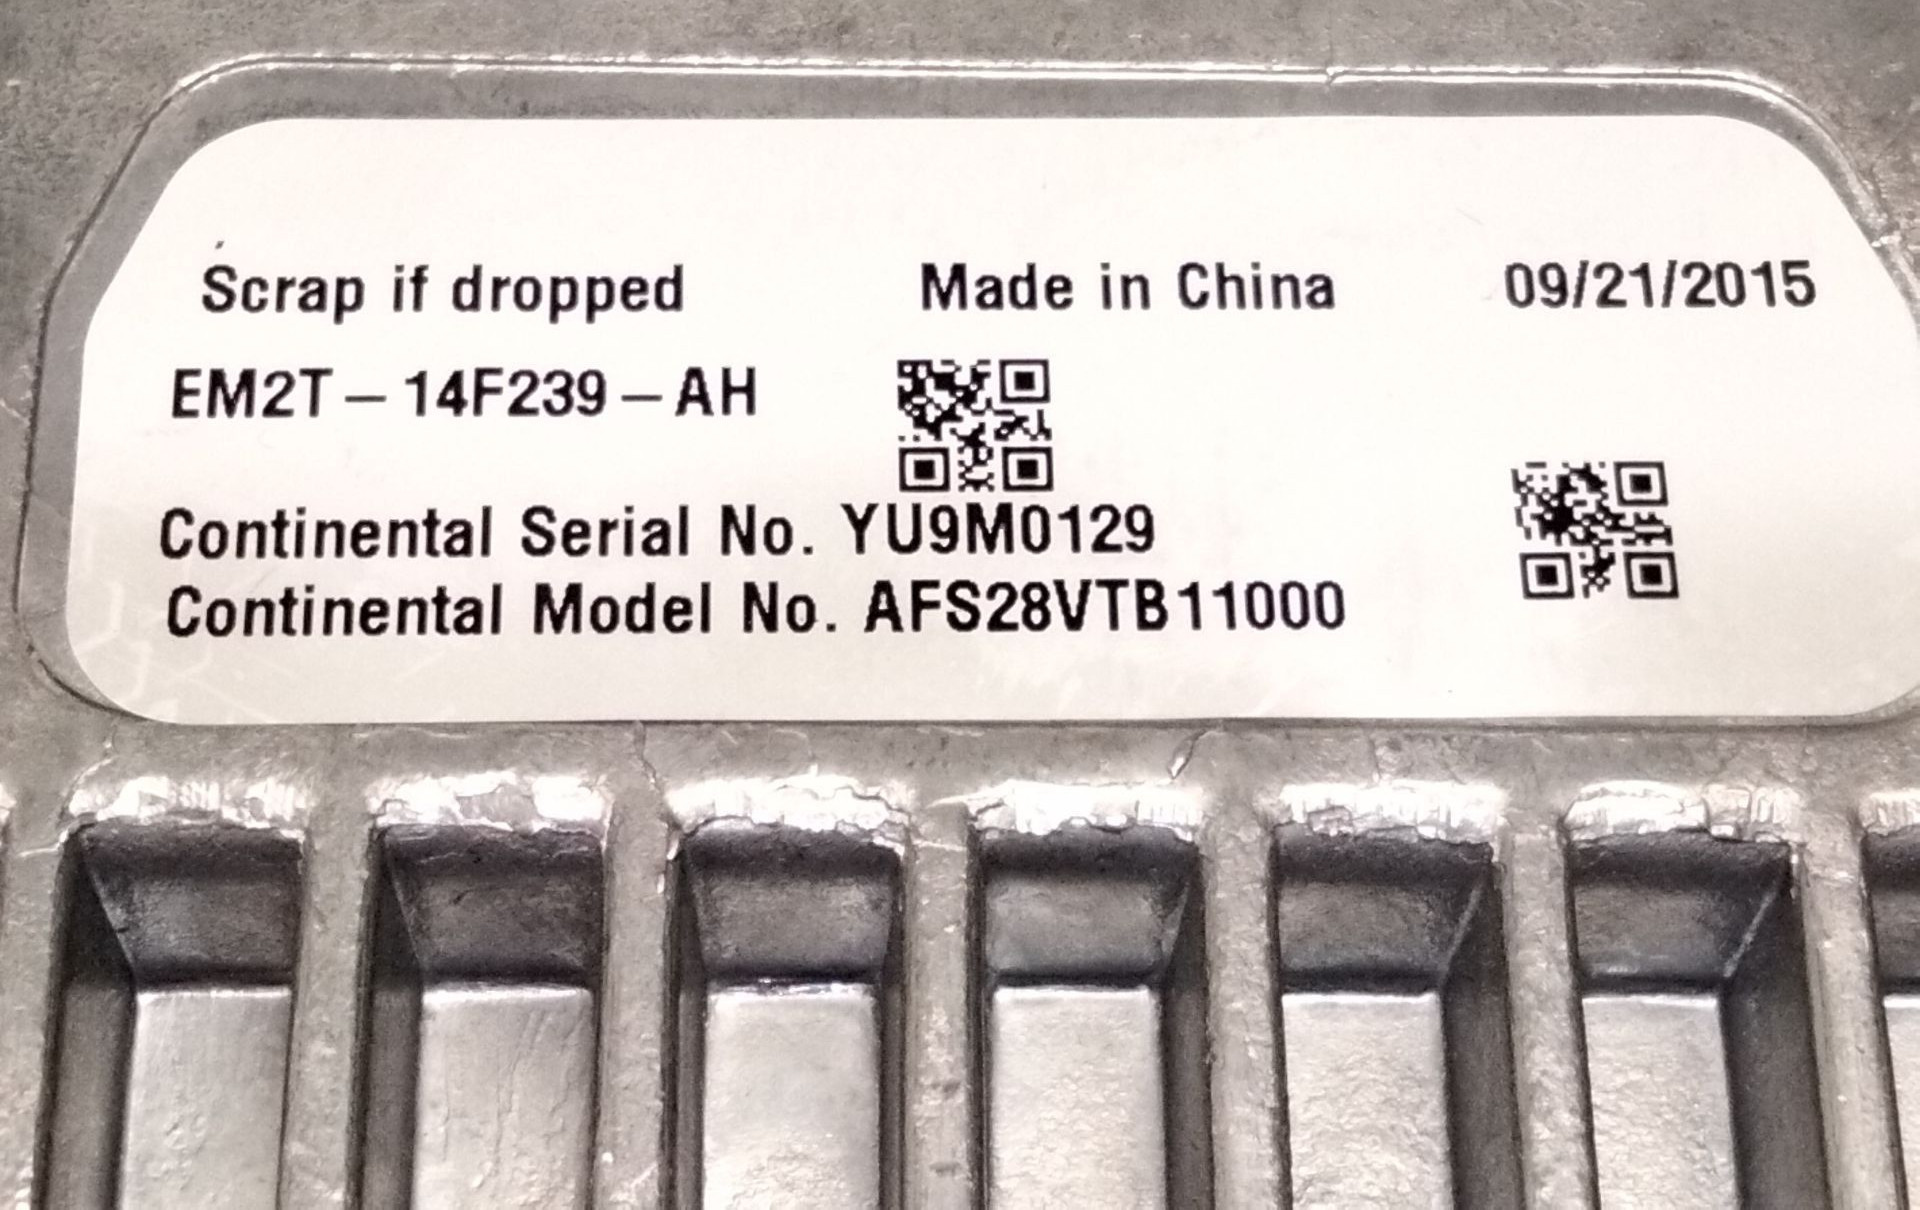 Scrap if dropped Made in China 09/21/2015
EM2T – 14F239 – AH
Continental Serial No. YU9M0129
Continental Model No. AFS28VTB11000